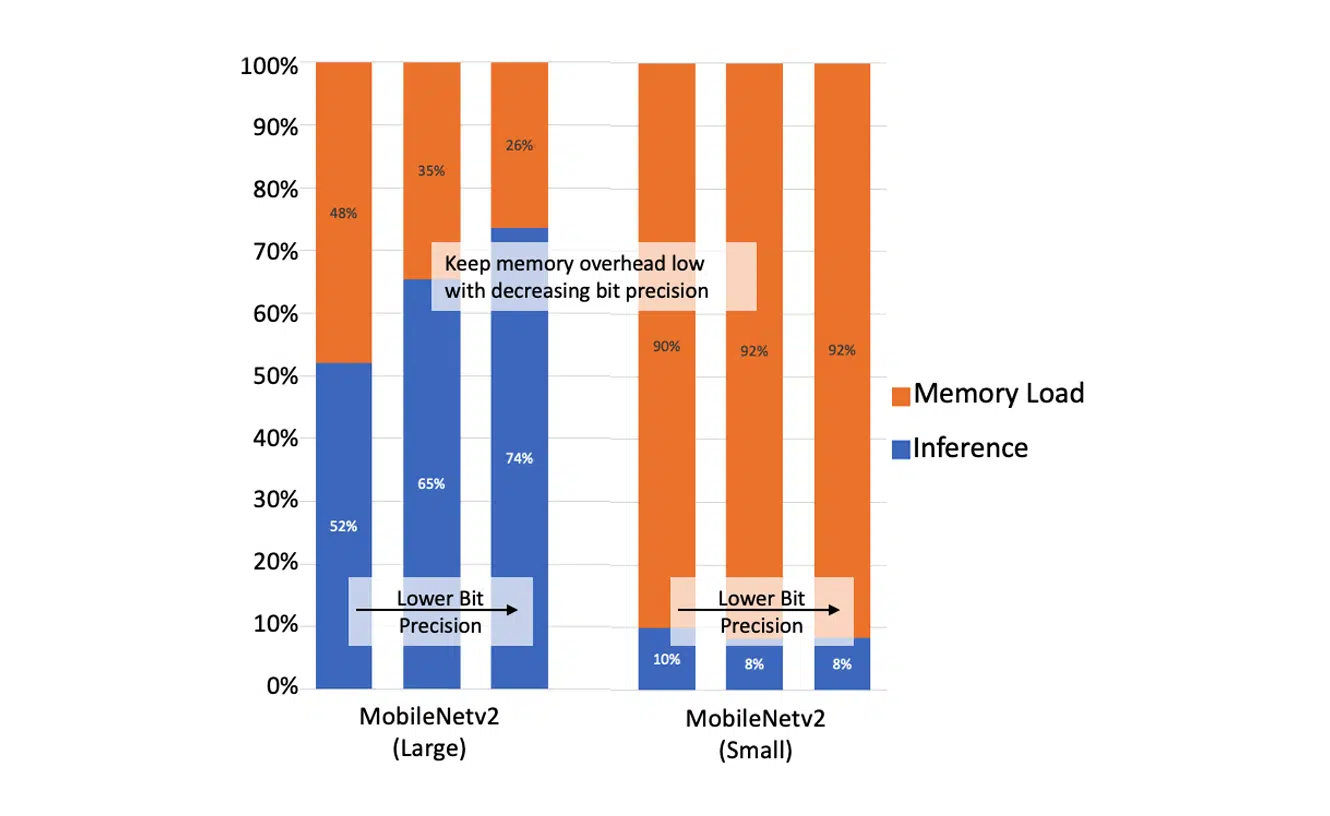 100%
90%
80%
70%
60%
50%
40%
30%
20%
10%
0%
48%
35%
26%
52%
65%
74%
90%
92%
92%
10%
8%
8%
Keep memory overhead low
with decreasing bit precision
Lower Bit
Precision
Lower Bit
Precision
MobileNetv2
(Large)
MobileNetv2
(Small)
Memory Load
Inference